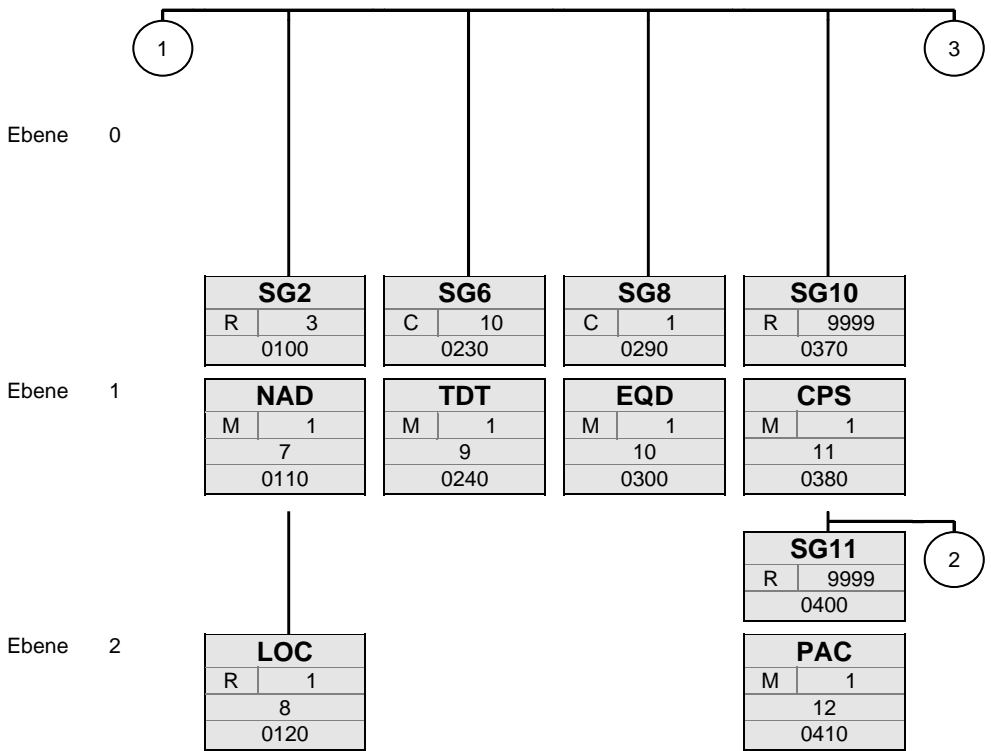 1 3
Ebene 0
SG2 SG6 SG8 SG10
R 3 C 10 C 1 R 9999
0100 0230 0290 0370
Ebene 1 NAD TDT EQD CPS
M 1 M 1 M 1 M 1
7 9 10 11
0110 0240 0300 0380
SG11 2
R 9999
0400
Ebene 2 LOC PAC
R 1 M 1
8 12
0120 0410